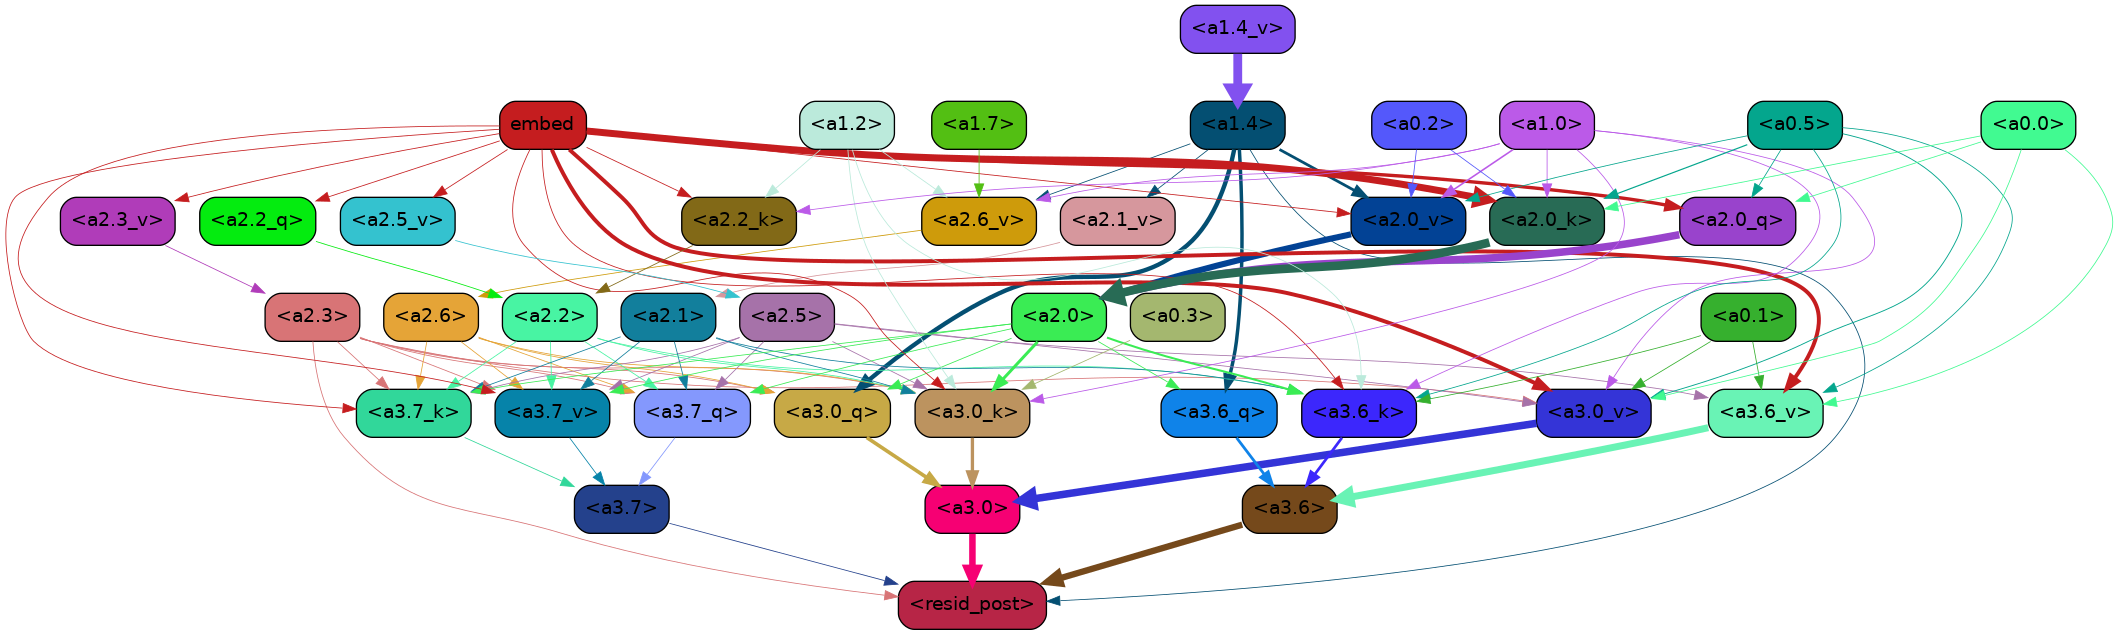 <a1.4_v>
embed
<a1.2>
<a1.7>
<a1.4>
<a0.2>
<a1.0>
<a0.5>
<a0.0>
<a2.3_v>
<a2.2_q>
<a2.5_v>
<a2.2_k>
<a2.6_v>
<a2.1_v>
<a2.0_v>
<a2.0_k>
<a2.0_q>
<a2.3>
<a2.6>
<a2.2>
<a2.1>
<a2.5>
<a2.0>
<a0.3>
<a0.1>
<a3.7_k>
<a3.7_v>
<a3.7_q>
<a3.0_q>
<a3.0_k>
<a3.6_q>
<a3.6_k>
<a3.0_v>
<a3.6_v>
<a3.7>
<a3.0>
<a3.6>
<resid_post>